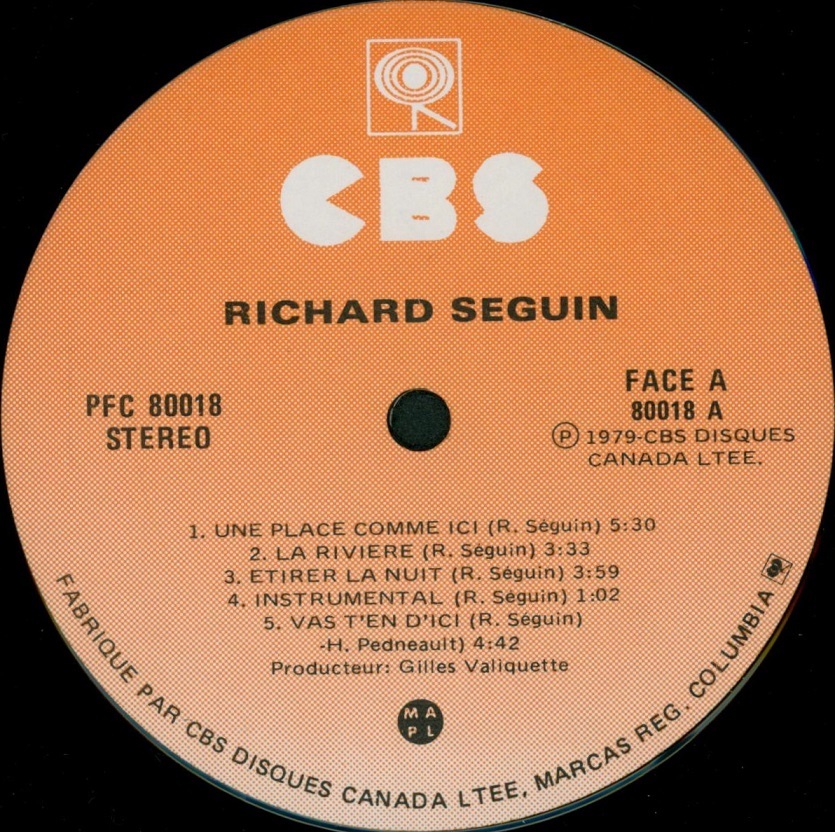 CBS
RICHARD SEGUIN
PFC 80018
STEREO
FACE A
80018 A
Ⓟ 1979-CBS DISQUES
CANADA LTEE.
1. UNE PLACE COMME ICI (R. Séguin) 5:30
2. LA RIVIERE (R. Séguin) 3:33
3. ETIRER LA NUIT (R. Séguin) 3:59
4. INSTRUMENTAL (R. Séguin) 1:02
5. VAS T'EN D'ICI (R. Séguin)
-H. Pedneault) 4:42
Producteur: Gilles Valiquette
M A
P L
FABRIQUE PAR CBS DISQUES CANADA LTEE, MARCAS REG. COLUMBIA